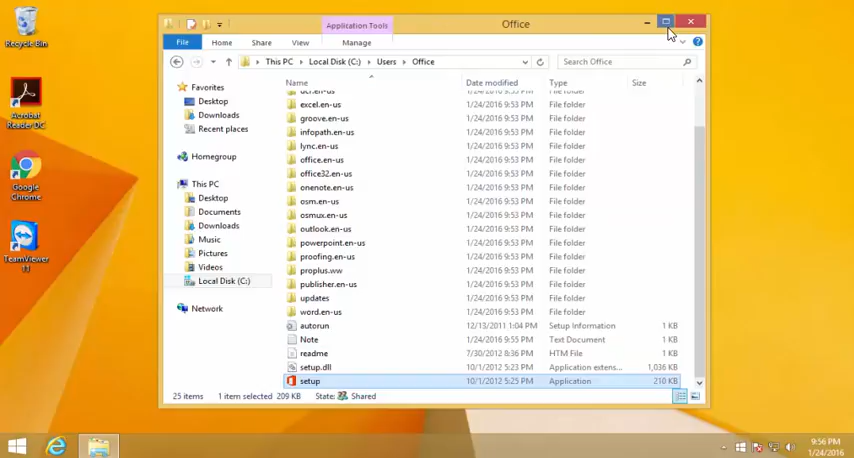 Recycle Bin
Acrobat
Reader DC
Google
Chrome
TeamViewer
11
Application Tools
Office
File
Home
Share
View
Manage
This PC
Local Disk (C:)
Users
Office
Search Office
Favorites
Desktop
Downloads
Recent places
Homegroup
This PC
Desktop
Documents
Downloads
Music
Pictures
Videos
Local Disk (C:)
Network
Name Date modified Type Size
dcf.en-us 1/24/2016 9:53 PM File folder
excel.en-us 1/24/2016 9:53 PM File folder
groove.en-us 1/24/2016 9:53 PM File folder
infopath.en-us 1/24/2016 9:53 PM File folder
lync.en-us 1/24/2016 9:53 PM File folder
office.en-us 1/24/2016 9:53 PM File folder
office32.en-us 1/24/2016 9:53 PM File folder
onenote.en-us 1/24/2016 9:53 PM File folder
osm.en-us 1/24/2016 9:53 PM File folder
osmux.en-us 1/24/2016 9:53 PM File folder
outlook.en-us 1/24/2016 9:53 PM File folder
powerpoint.en-us 1/24/2016 9:53 PM File folder
proofing.en-us 1/24/2016 9:53 PM File folder
proplus.ww 1/24/2016 9:53 PM File folder
publisher.en-us 1/24/2016 9:53 PM File folder
updates 1/24/2016 9:53 PM File folder
word.en-us 1/24/2016 9:53 PM File folder
autorun 12/13/2011 1:04 PM Setup Information 1 KB
Note 1/24/2016 9:55 PM Text Document 1 KB
readme 7/30/2012 8:36 PM HTM File 1 KB
setup.dll 10/1/2012 5:23 PM Application extens... 1,036 KB
setup 10/1/2012 5:25 PM Application 210 KB
25 items 1 item selected 209 KB State: Shared
9:56 PM
1/24/2016